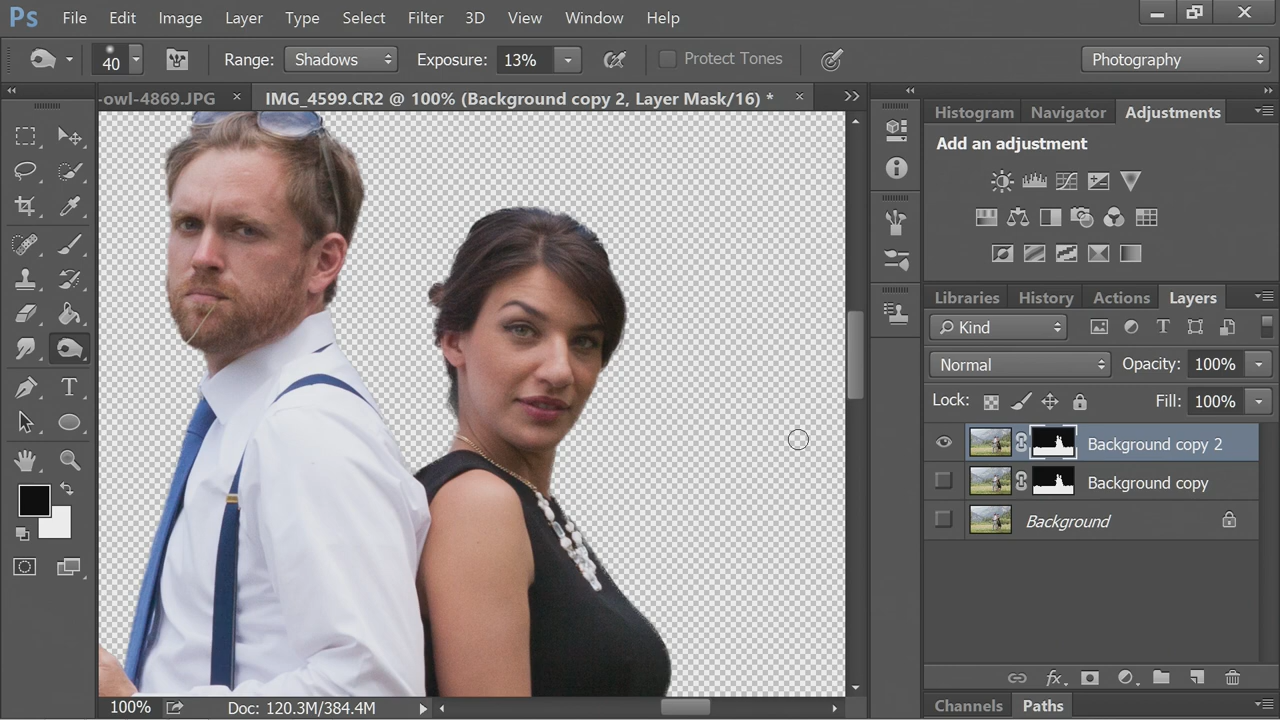 Ps File Edit Image Layer Type Select Filter 3D View Window Help
40 Range: Shadows Exposure: 13% Protect Tones Photography
-owl-4869.JPG × IMG_4599.CR2 @ 100% (Background copy 2, Layer Mask/16) * ×
Histogram Navigator Adjustments
Add an adjustment
Libraries History Actions Layers
Kind T
Normal Opacity: 100%
Lock: Fill: 100%
Background copy 2
Background copy
Background
T
fx
100% Doc: 120.3M/384.4M
Channels Paths